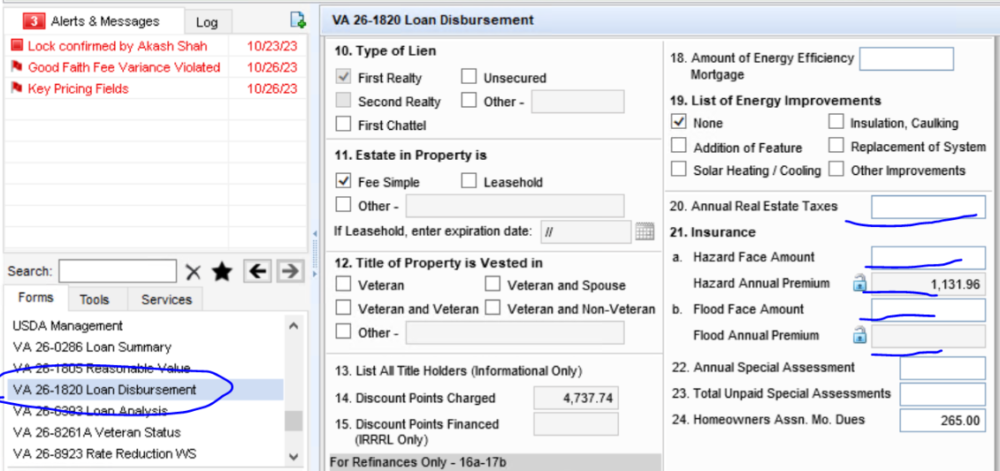 3 Alerts & Messages
Log
Lock confirmed by Akash Shah 10/23/23
Good Faith Fee Variance Violated 10/26/23
Key Pricing Fields 10/26/23
Search:
Forms
Tools
Services
USDA Management
VA 26-0286 Loan Summary
VA 26-1805 Reasonable Value
VA 26-1820 Loan Disbursement
VA 26-6393 Loan Analysis
VA 26-8261A Veteran Status
VA 26-8923 Rate Reduction WS
VA 26-1820 Loan Disbursement
10. Type of Lien
First Realty
Unsecured
Second Realty
Other -
First Chattel
11. Estate in Property is
Fee Simple
Leasehold
Other -
If Leasehold, enter expiration date: //
12. Title of Property is Vested in
Veteran
Veteran and Spouse
Veteran and Veteran
Veteran and Non-Veteran
Other -
13. List All Title Holders (Informational Only)
14. Discount Points Charged 4,737.74
15. Discount Points Financed
(IRRRL Only)
For Refinances Only - 16a-17b
18. Amount of Energy Efficiency
Mortgage
19. List of Energy Improvements
None
Insulation, Caulking
Addition of Feature
Replacement of System
Solar Heating / Cooling
Other Improvements
20. Annual Real Estate Taxes
21. Insurance
a. Hazard Face Amount
Hazard Annual Premium 1,131.96
b. Flood Face Amount
Flood Annual Premium
22. Annual Special Assessment
23. Total Unpaid Special Assessments
24. Homeowners Assn. Mo. Dues 265.00